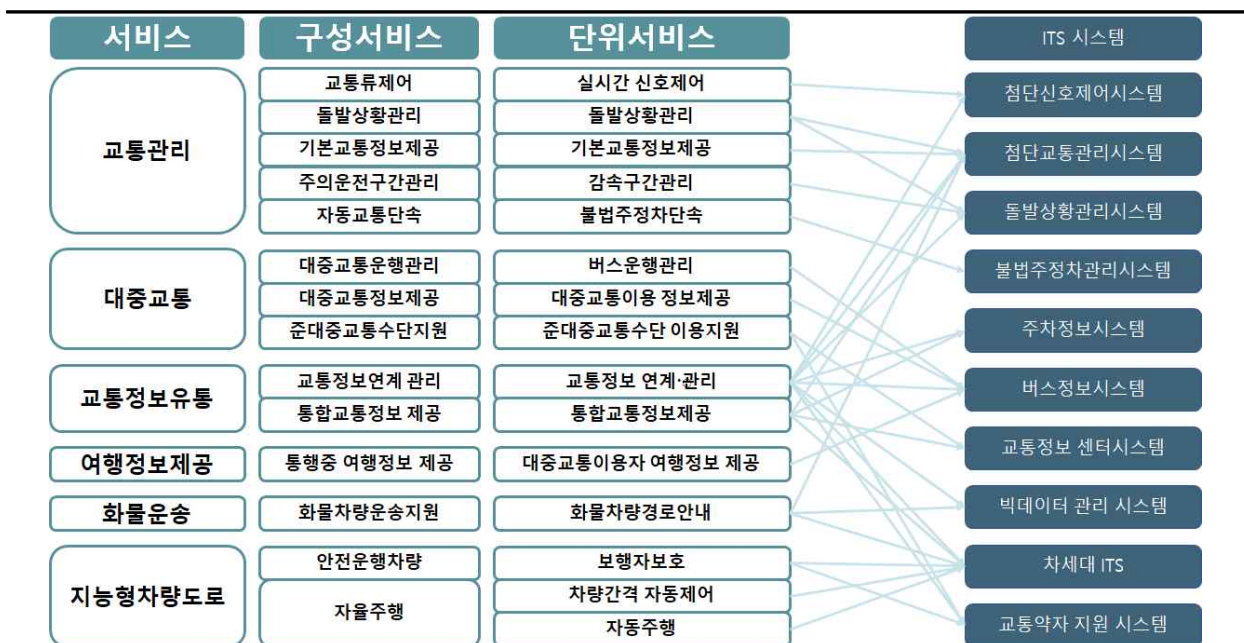 서비스 구성서비스 단위서비스 ITS 시스템
교통관리
교통류제어 실시간 신호제어
돌발상황관리 돌발상황관리
기본교통정보제공 기본교통정보제공
주의운전구간관리 감속구간관리
자동교통단속 불법주정차단속
대중교통
대중교통운행관리 버스운행관리
대중교통정보제공 대중교통이용 정보제공
준대중교통수단지원 준대중교통수단 이용지원
교통정보유통
교통정보연계 관리 교통정보 연계·관리
통합교통정보 제공 통합교통정보제공
여행정보제공 통행중 여행정보 제공 대중교통이용자 여행정보 제공
화물운송 화물차량운송지원 화물차량경로안내
지능형차량도로
안전운행차량 보행자보호
자율주행 차량간격 자동제어
자동주행
첨단신호제어시스템
첨단교통관리시스템
돌발상황관리시스템
불법주정차관리시스템
주차정보시스템
버스정보시스템
교통정보 센터시스템
빅데이터 관리 시스템
차세대 ITS
교통약자 지원 시스템